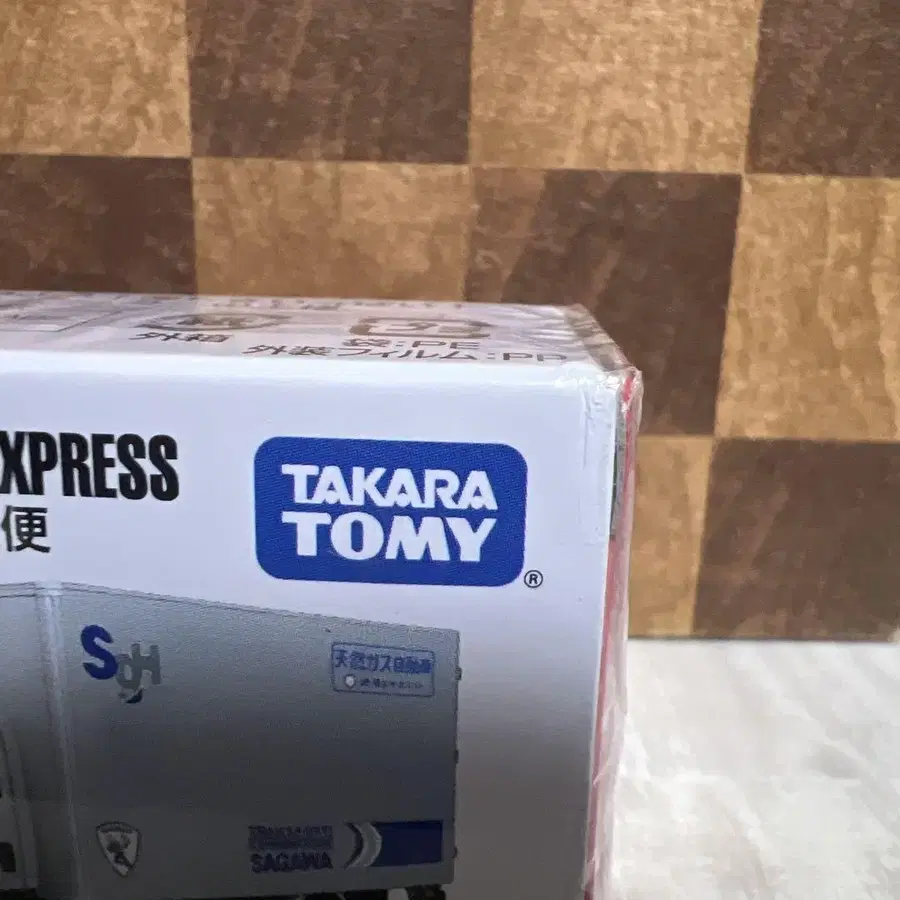 外箱
袋:PE
外装フィルム:PP
XPRESS
便
TAKARA
TOMY
®
SgH
天然ガス自動車
SAGAWA